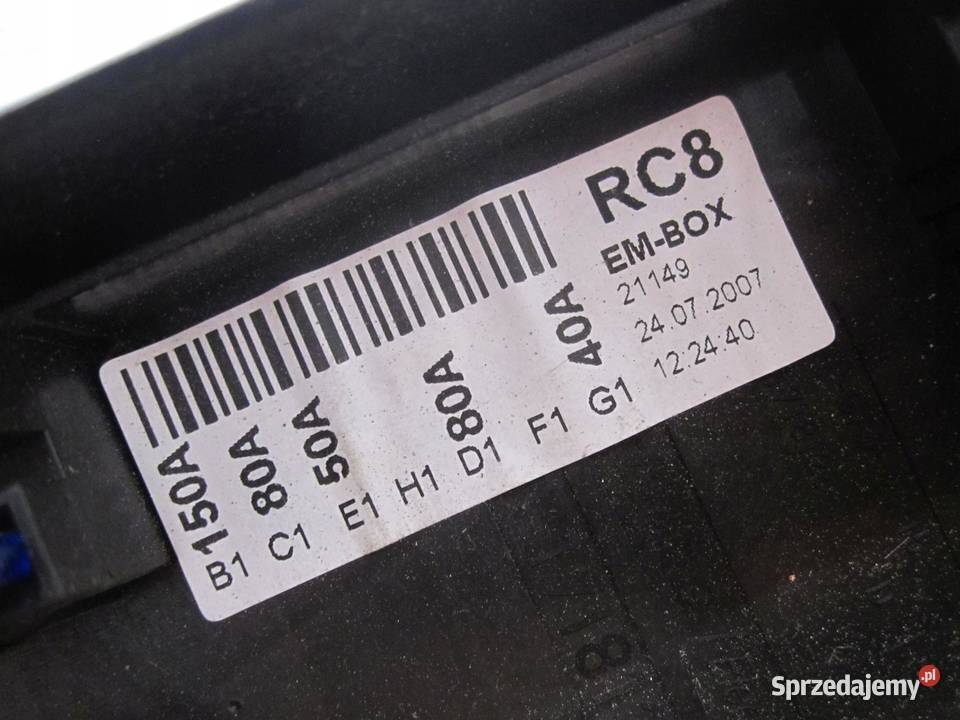 RC8
EM-BOX
21149
24.07.2007
12.24.40
150A 80A 50A 80A 40A
B1 C1 E1 H1 D1 F1 G1
Sprzedajemy.pl